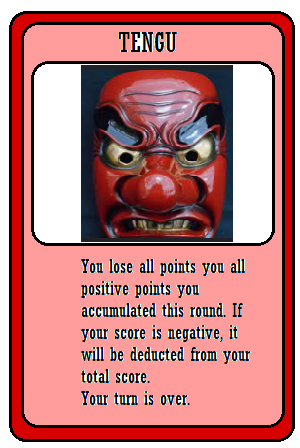 TENGU
You lose all points you all
positive points you
accumulated this round. If
your score is negative, it
will be deducted from your
total score.
Your turn is over.